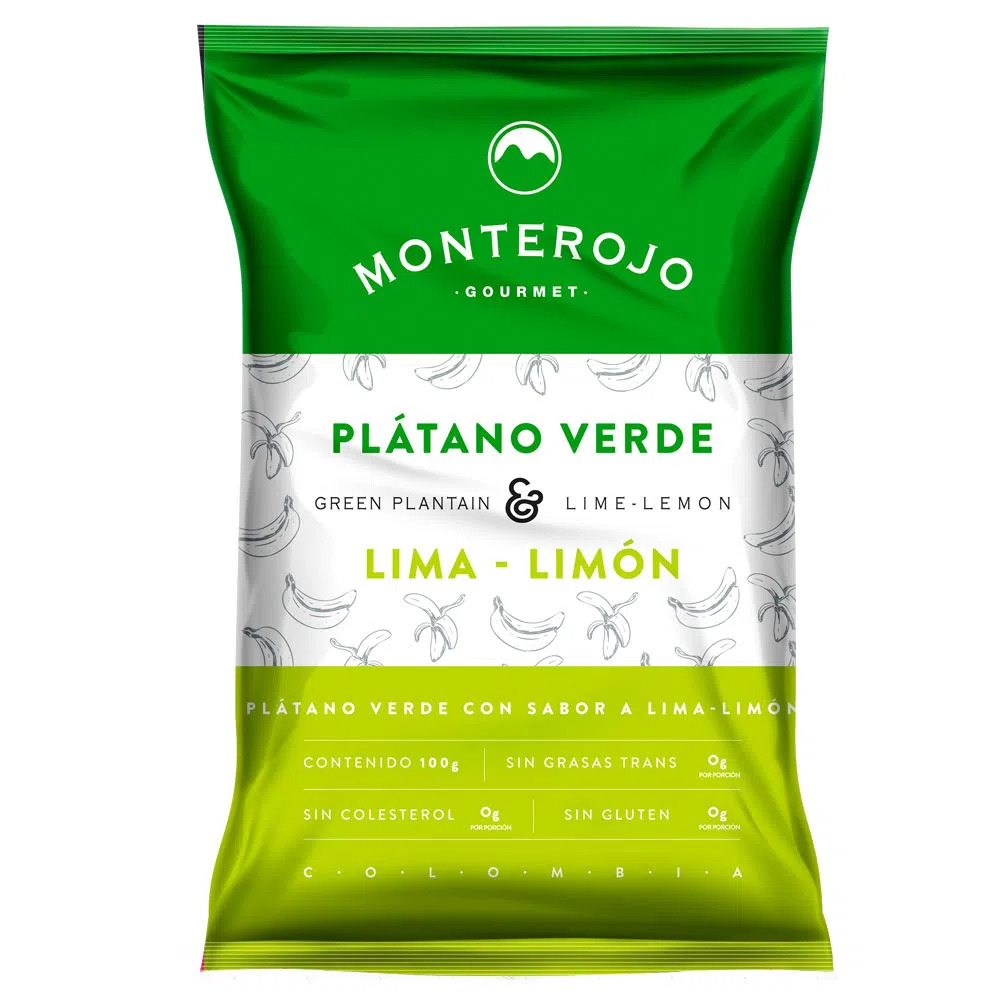 MONTEROJO
·GOURMET·
PLÁTANO VERDE
GREEN PLANTAIN & LIME-LEMON
LIMA - LIMÓN
PLÁTANO VERDE CON SABOR A LIMA-LIMÓN
CONTENIDO 100g SIN GRASAS TRANS 0g POR PORCIÓN
SIN COLESTEROL 0g POR PORCIÓN SIN GLUTEN 0g POR PORCIÓN
C·O·L·O·M·B·I·A